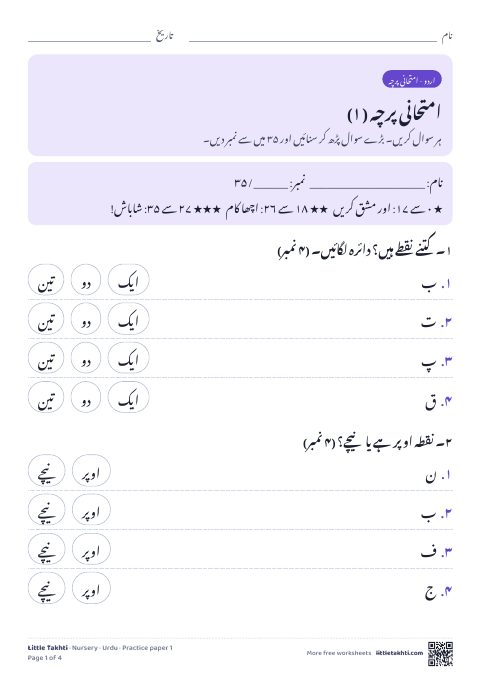 نام ____________ تاریخ ____________
اردو · امتحانی پرچہ
امتحانی پرچہ (۱)
ہر سوال کریں۔ بڑے سوال پڑھ کر سنائیں اور ۳۵ میں سے نمبر دیں۔
نام: ____________ نمبر: _____ / ۳۵
★ ۰ سے ۱۷: اور مشق کریں ★★ ۱۸ سے ۲۶: اچھا کام ★★★ ۲۷ سے ۳۵: شاباش!
۱۔ کتنے نقطے ہیں؟ دائرہ لگائیں۔ (۴ نمبر)
۱. ب ایک دو تین
۲. ت ایک دو تین
۳. پ ایک دو تین
۴. ق ایک دو تین
۲۔ نقطہ اوپر ہے یا نیچے؟ (۴ نمبر)
۱. ن اوپر نیچے
۲. ب اوپر نیچے
۳. ف اوپر نیچے
۴. ج اوپر نیچے
Little Takhti · Nursery · Urdu · Practice paper 1
Page 1 of 4
More free worksheets littletakhti.com